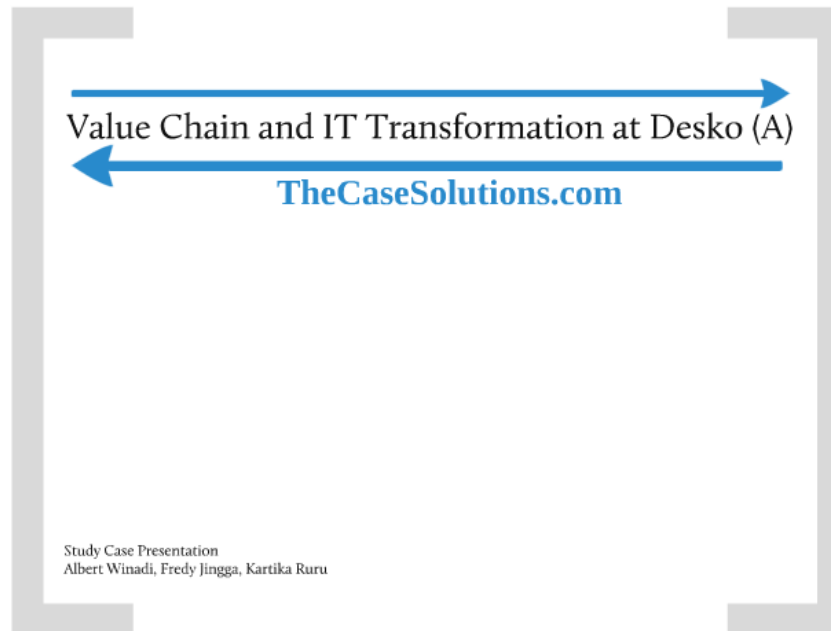 Value Chain and IT Transformation at Desko (A)
TheCaseSolutions.com
Study Case Presentation
Albert Winadi, Fredy Jingga, Kartika Ruru